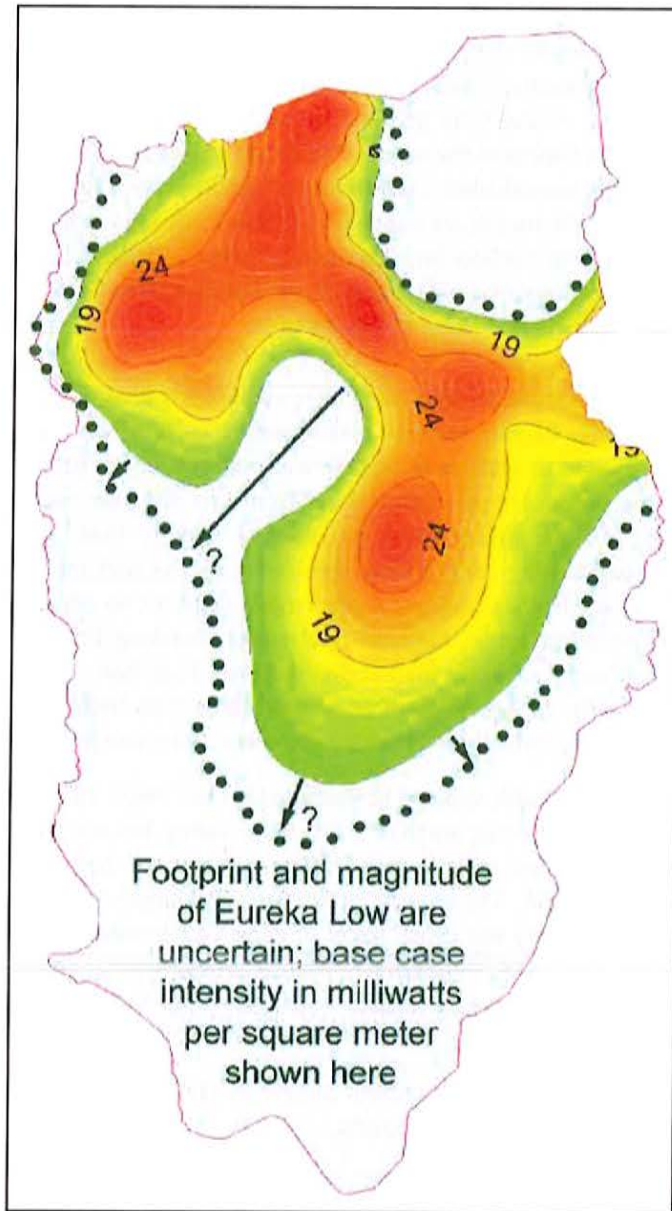 24
19
19
24
19
24
19
?
?
Footprint and magnitude
of Eureka Low are
uncertain; base case
intensity in milliwatts
per square meter
shown here